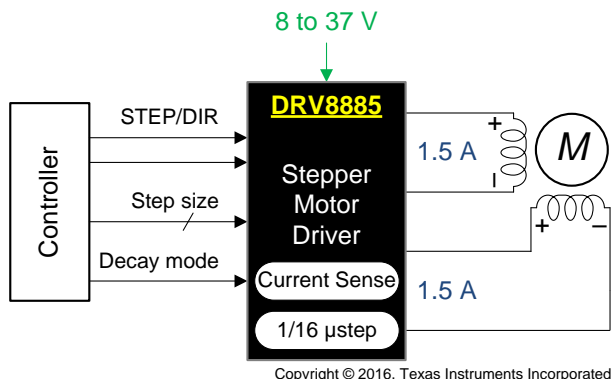 8 to 37 V
DRV8885
STEP/DIR
Controller
1.5 A
+
–
M
Stepper
Motor
Driver
Step size
+ –
Decay mode
Current Sense
1.5 A
1/16 µstep
Copyright © 2016, Texas Instruments Incorporated